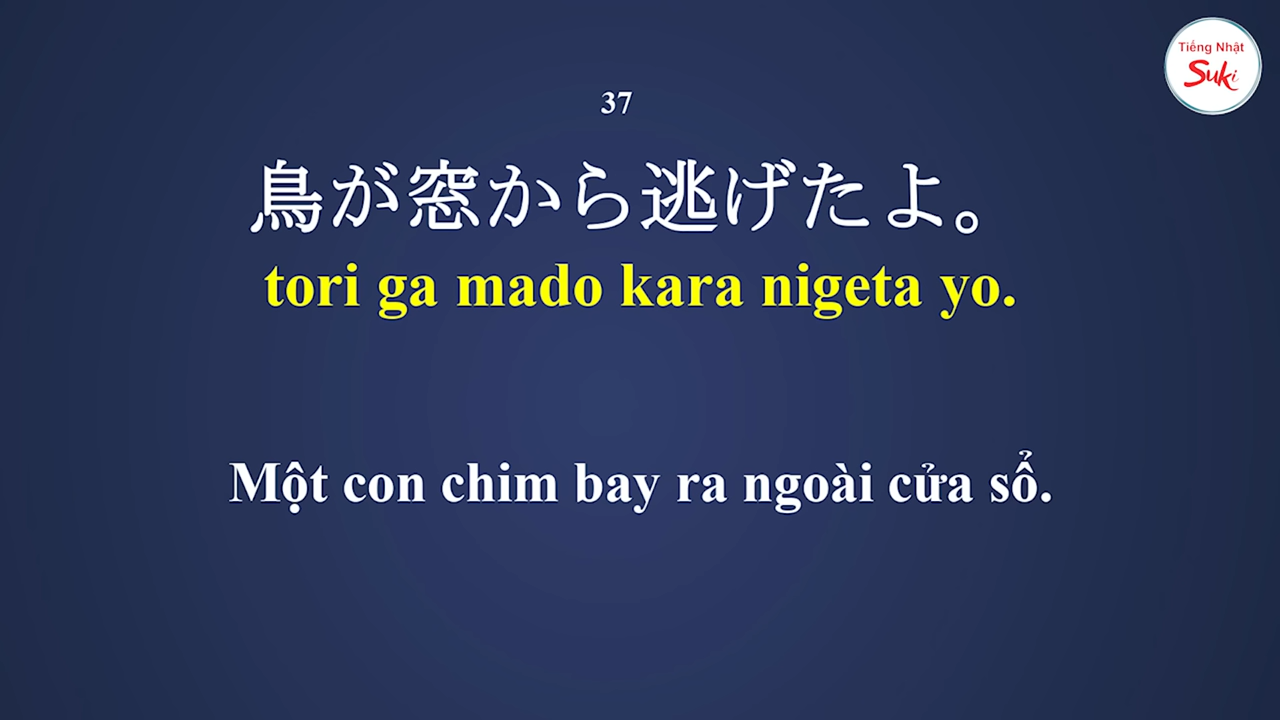 Tiếng Nhật
Suki
37
鳥が窓から逃げたよ。
tori ga mado kara nigeta yo.
Một con chim bay ra ngoài cửa sổ.